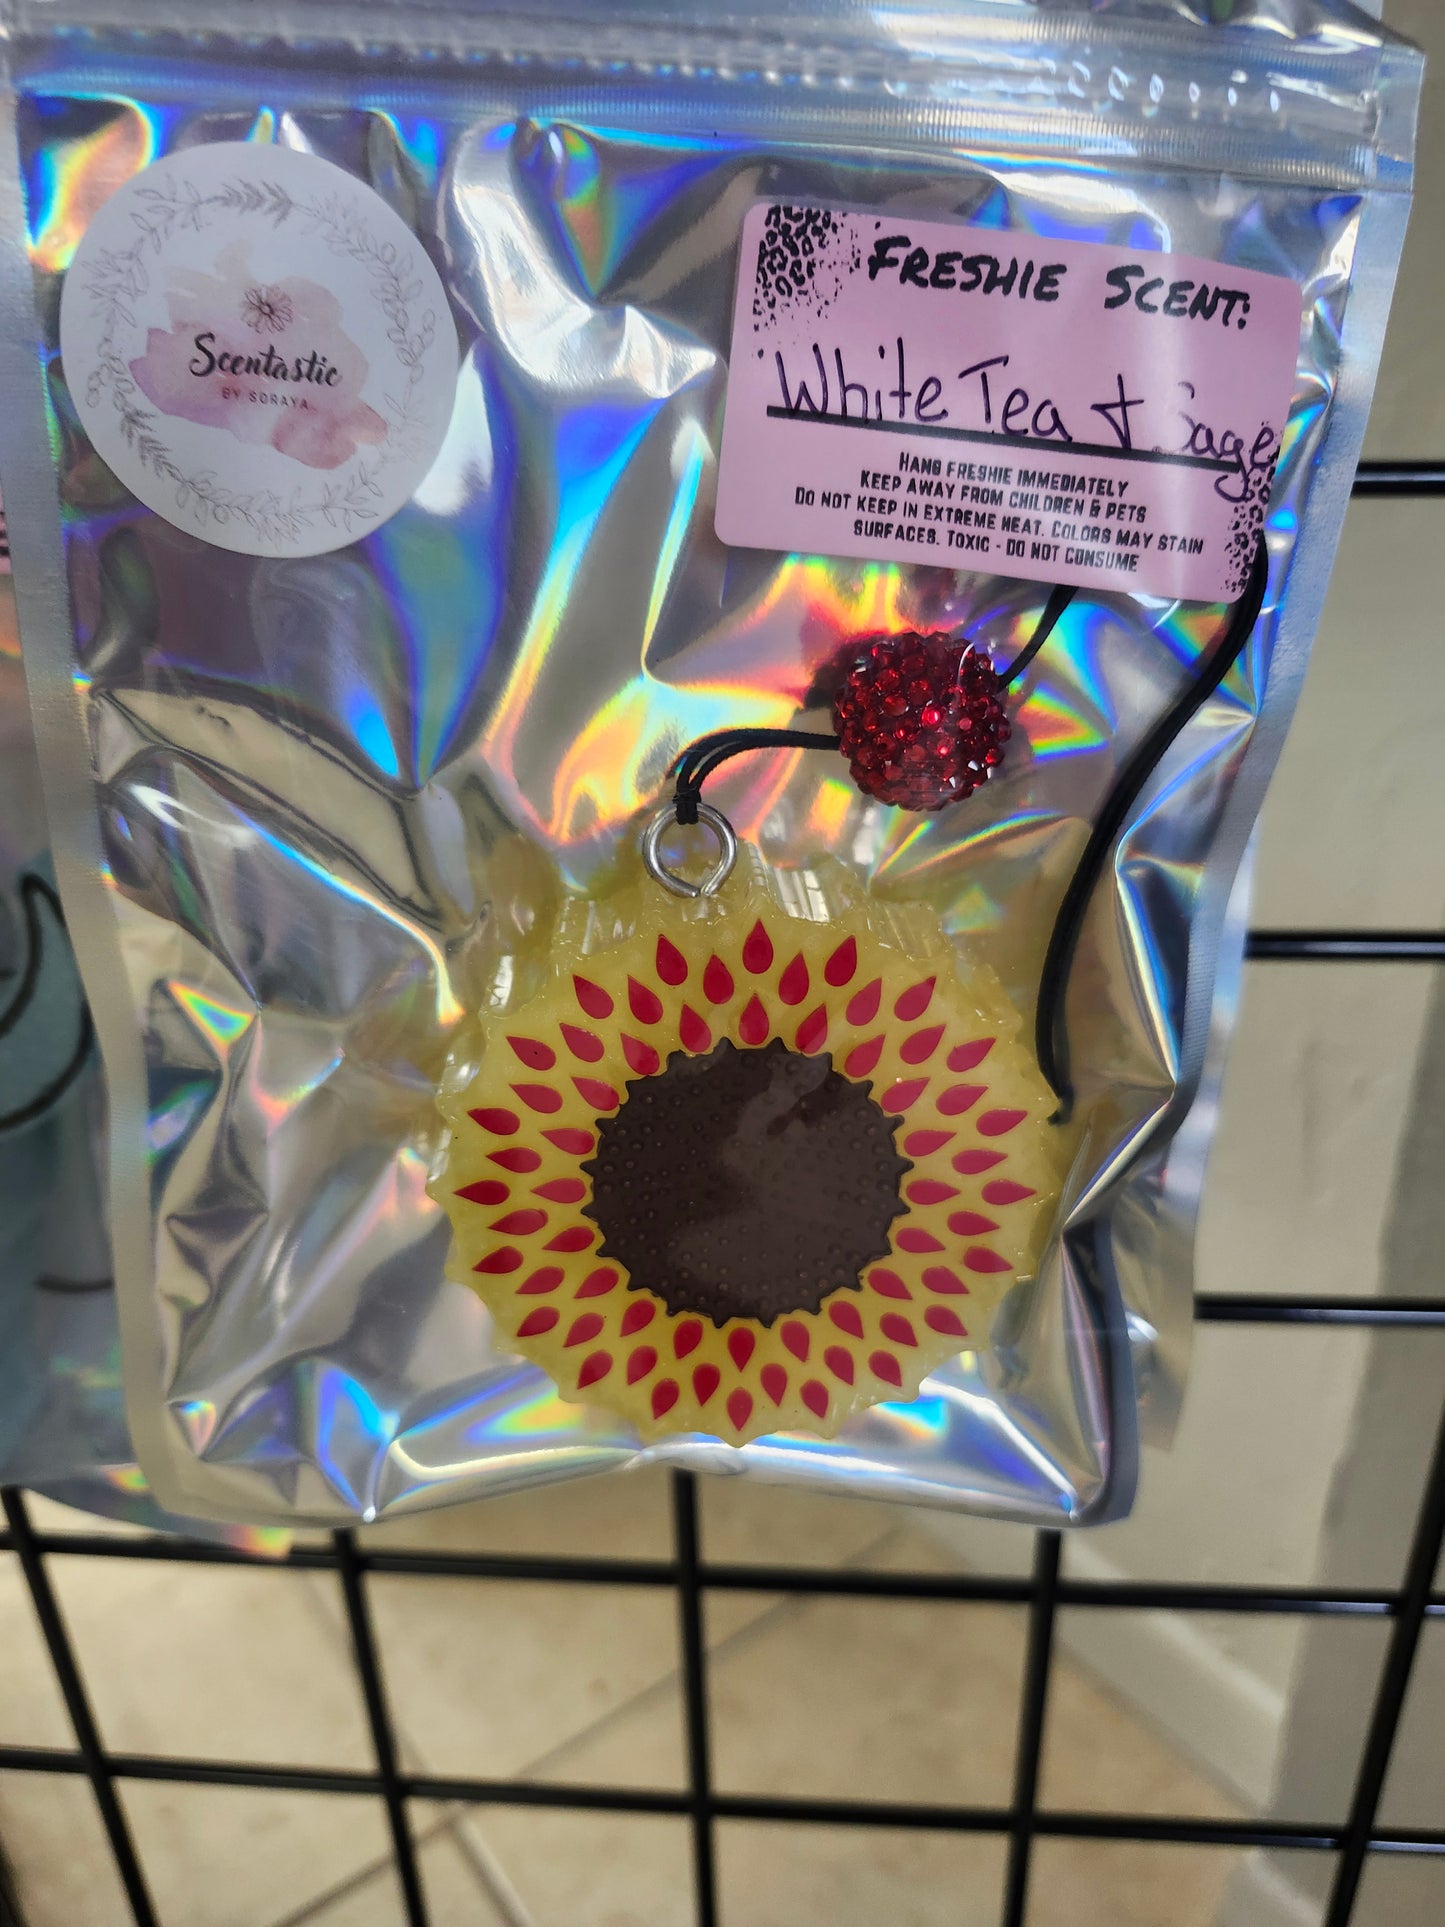 Scentastic
BY SORAYA
FRESHIE SCENT:
White Tea & Sage
HANG FRESHIE IMMEDIATELY
KEEP AWAY FROM CHILDREN & PETS
DO NOT KEEP IN EXTREME HEAT. COLORS MAY STAIN
SURFACES. TOXIC - DO NOT CONSUME